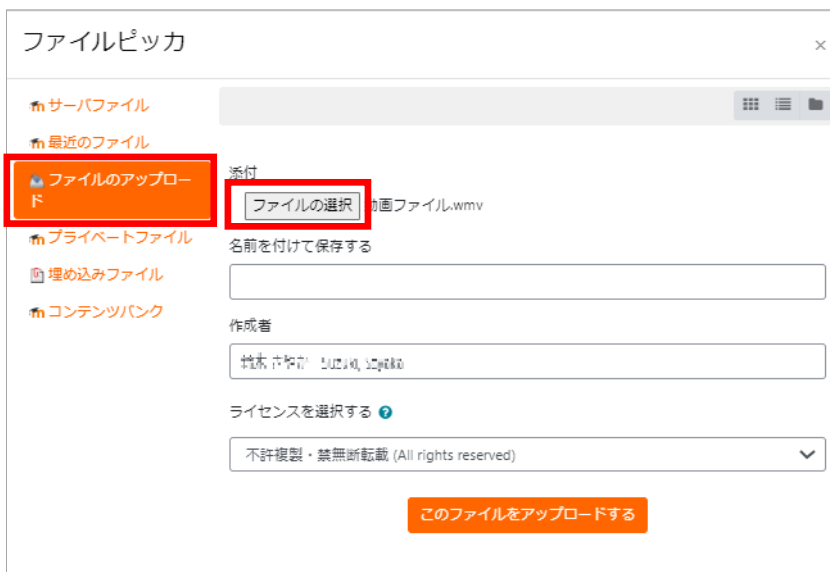 ファイルピッカ
×
サーバファイル
最近のファイル
ファイルのアップロー
ド
プライベートファイル
埋め込みファイル
コンテンツバンク
添付
ファイルの選択 動画ファイル.wmv
名前を付けて保存する
作成者
ライセンスを選択する
不許複製・禁無断転載 (All rights reserved)
このファイルをアップロードする